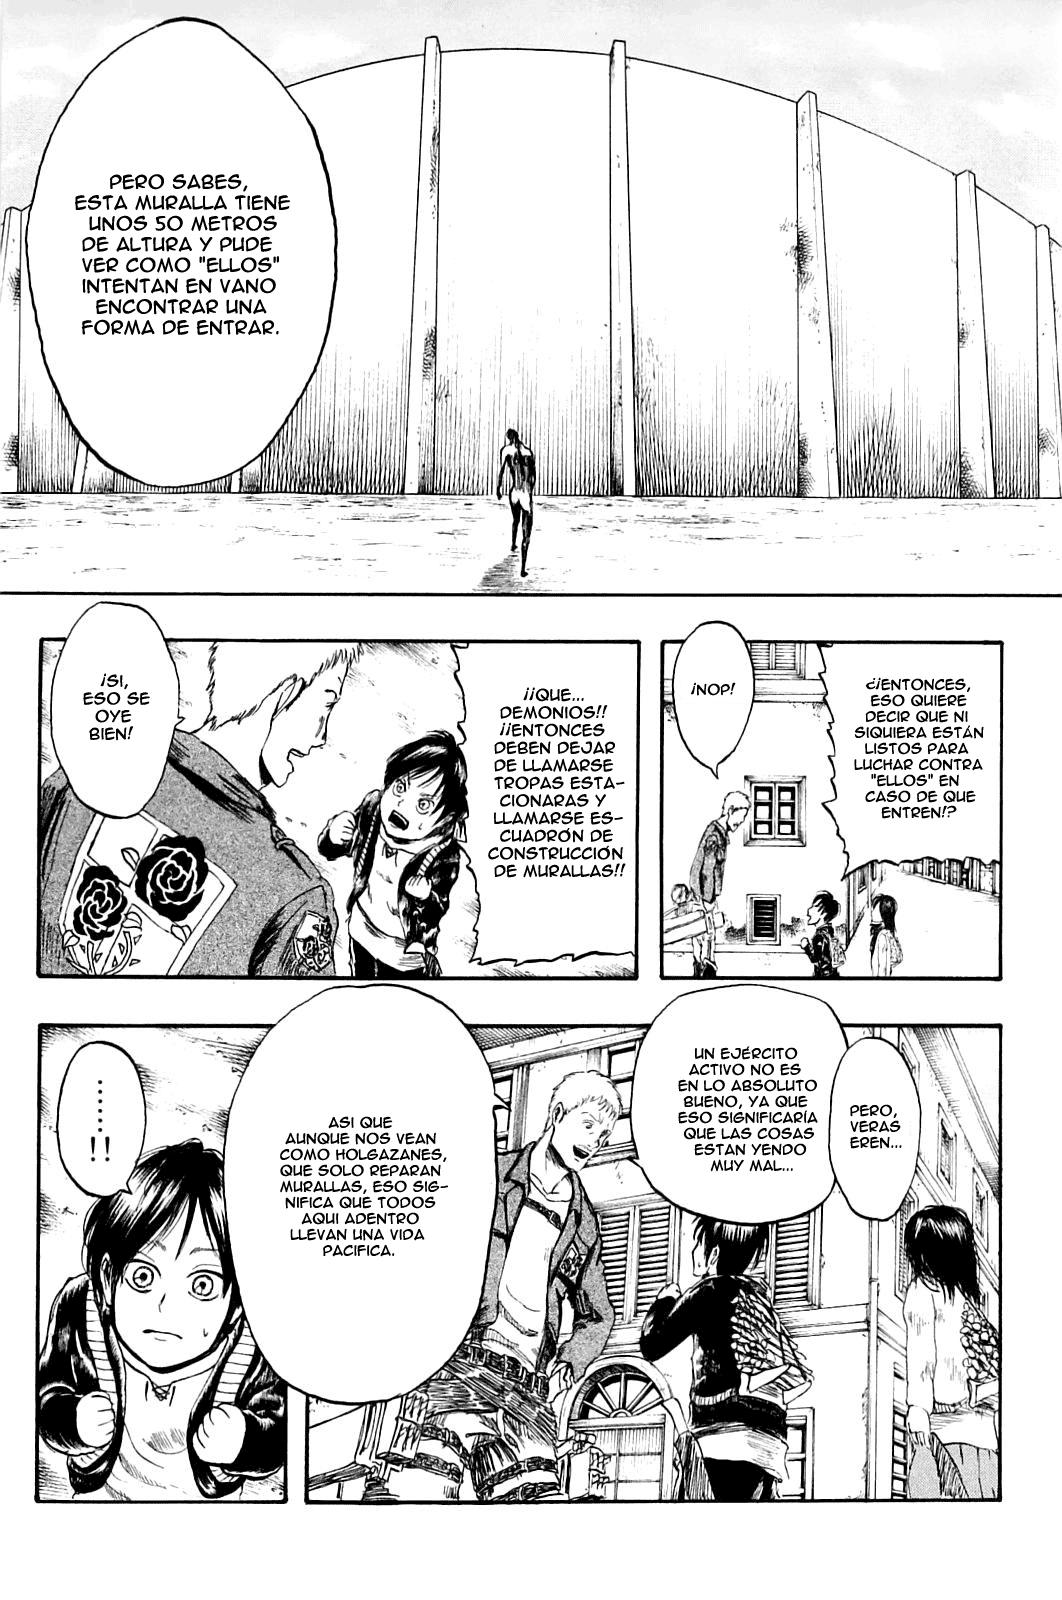 PERO SABES,
ESTA MURALLA TIENE
UNOS 50 METROS
DE ALTURA Y PUDE
VER COMO "ELLOS"
INTENTAN EN VANO
ENCONTRAR UNA
FORMA DE ENTRAR.
¿¡ENTONCES,
ESO QUIERE
DECIR QUE NI
SIQUIERA ESTÁN
LISTOS PARA
LUCHAR CONTRA
"ELLOS" EN
CASO DE QUE
ENTREN!?
¡NOP!
¡¡QUE...
DEMONIOS!!
¡¡ENTONCES
DEBEN DEJAR
DE LLAMARSE
TROPAS ESTA-
CIONARAS Y
LLAMARSE ES-
CUADRÓN DE
CONSTRUCCIÓN
DE MURALLAS!!
¡SI,
ESO SE
OYE
BIEN!
PERO,
VERAS
EREN...
UN EJÉRCITO
ACTIVO NO ES
EN LO ABSOLUTO
BUENO, YA QUE
ESO SIGNIFICARÍA
QUE LAS COSAS
ESTAN YENDO
MUY MAL...
ASI QUE
AUNQUE NOS VEAN
COMO HOLGAZANES,
QUE SOLO REPARAN
MURALLAS, ESO SIG-
NIFICA QUE TODOS
AQUI ADENTRO
LLEVAN UNA VIDA
PACIFICA.
......!!